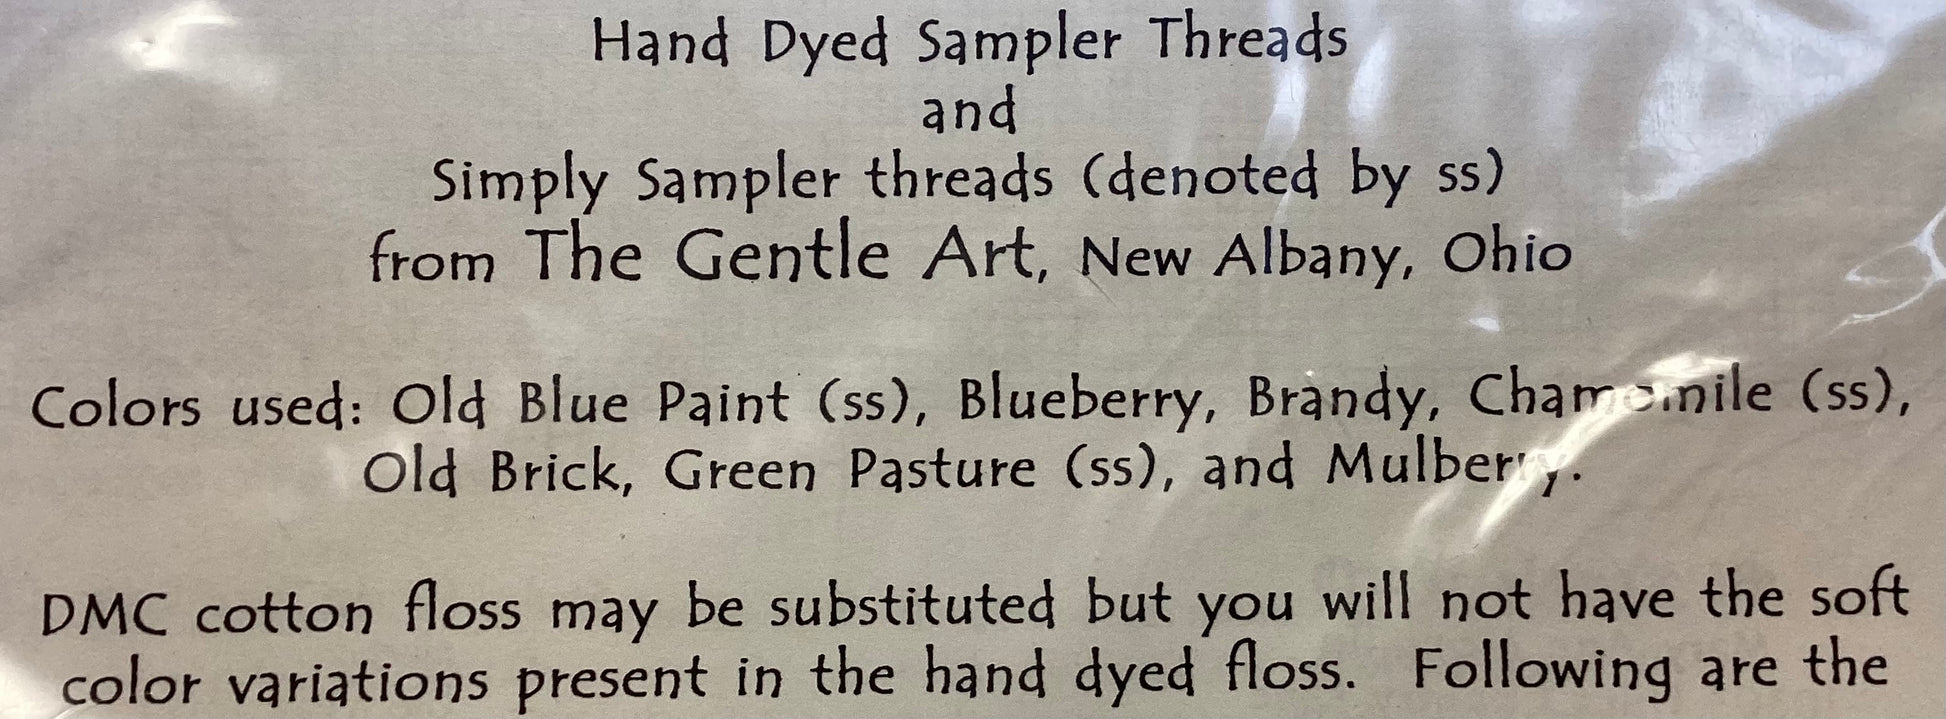 Hand Dyed Sampler Threads
and
Simply Sampler threads (denoted by ss)
from The Gentle Art, New Albany, Ohio
Colors used: Old Blue Paint (ss), Blueberry, Brandy, Chamomile (ss),
Old Brick, Green Pasture (ss), and Mulberry.
DMC cotton floss may be substituted but you will not have the soft
color variations present in the hand dyed floss. Following are the